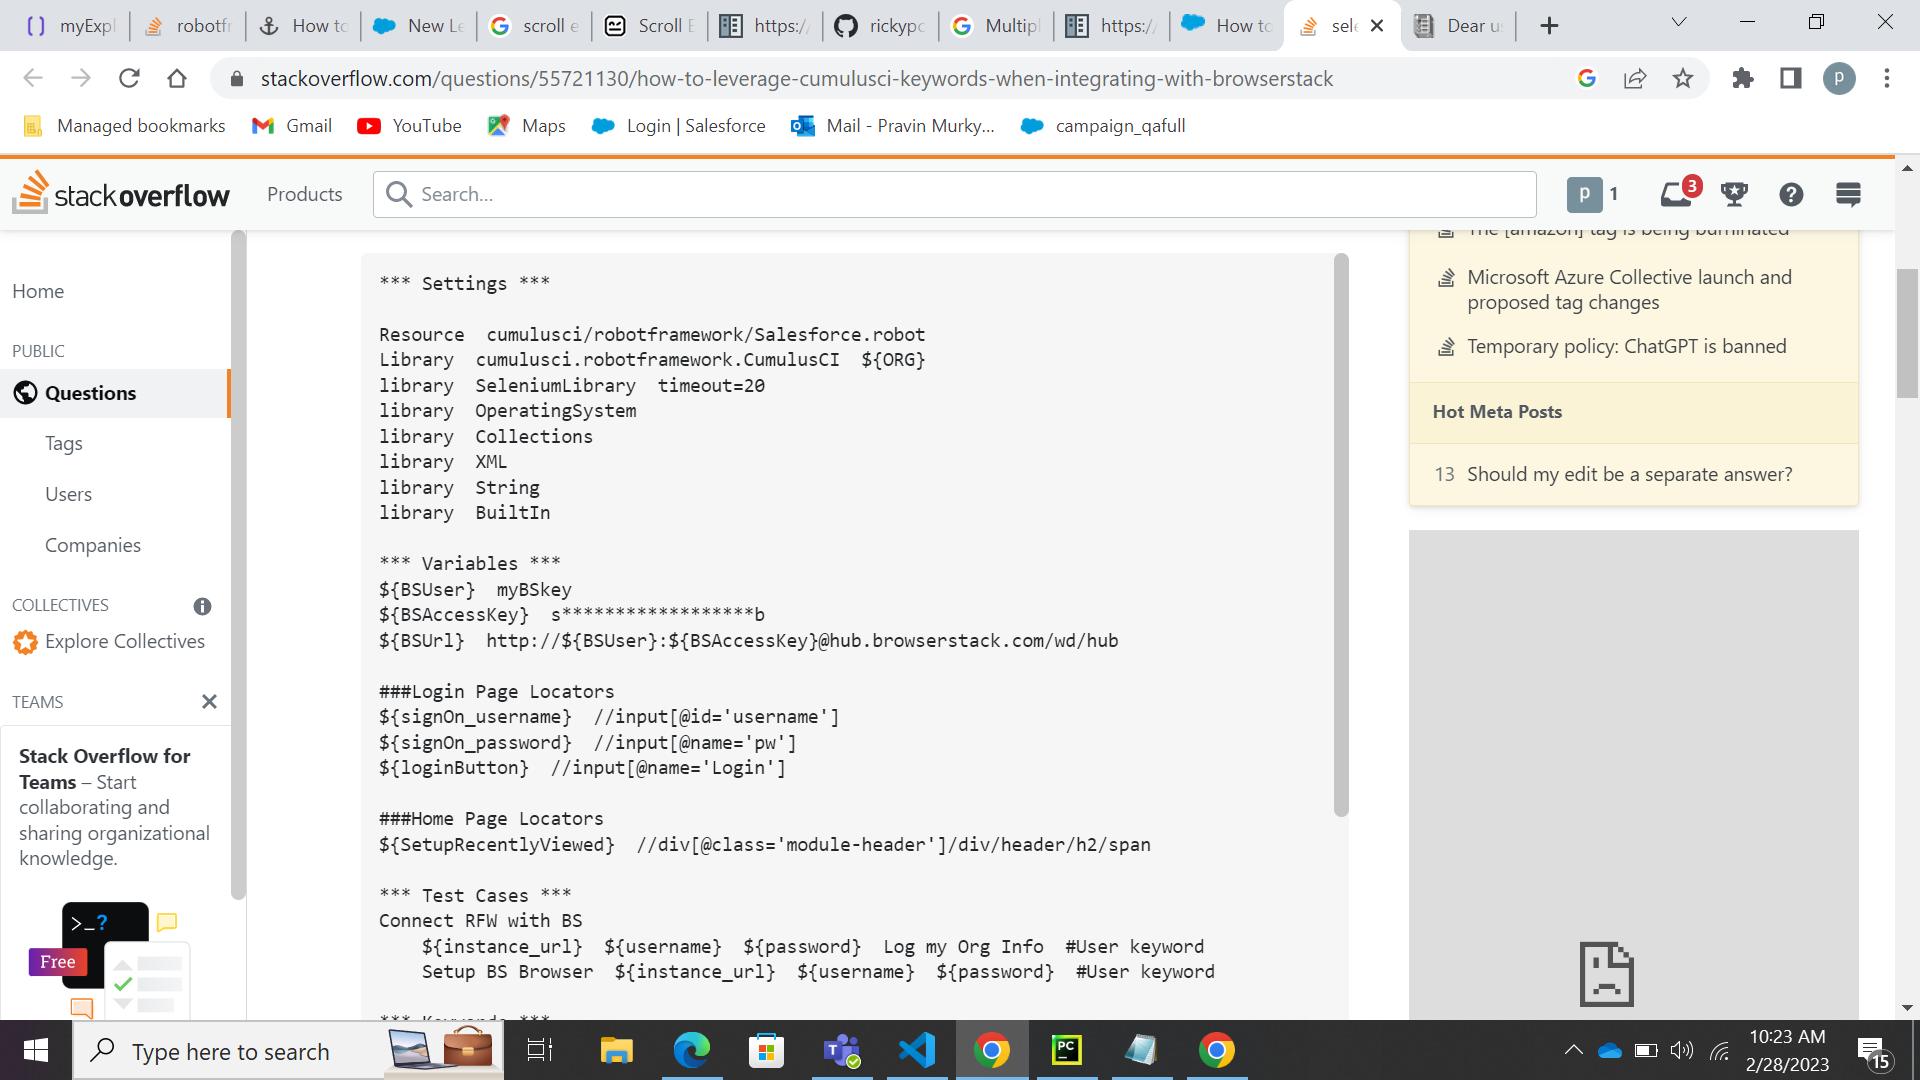 myExpl
robotfr
How to
New Le
scroll e
Scroll E
https:/
rickypc
Multipl
https:/
How to
sele
Dear us
stackoverflow.com/questions/55721130/how-to-leverage-cumulusci-keywords-when-integrating-with-browserstack
p
Managed bookmarks
Gmail
YouTube
Maps
Login | Salesforce
Mail - Pravin Murky...
campaign_qafull
stackoverflow
Products
Search...
p 1
3
Home
PUBLIC
Questions
Tags
Users
Companies
COLLECTIVES
Explore Collectives
TEAMS
Stack Overflow for
Teams – Start
collaborating and
sharing organizational
knowledge.
>_?
Free
*** Settings ***
Resource  cumulusci/robotframework/Salesforce.robot
Library  cumulusci.robotframework.CumulusCI  ${ORG}
library  SeleniumLibrary  timeout=20
library  OperatingSystem
library  Collections
library  XML
library  String
library  BuiltIn
*** Variables ***
${BSUser}  myBSkey
${BSAccessKey}  s******************b
${BSUrl}  http://${BSUser}:${BSAccessKey}@hub.browserstack.com/wd/hub
###Login Page Locators
${signOn_username}  //input[@id='username']
${signOn_password}  //input[@name='pw']
${loginButton}  //input[@name='Login']
###Home Page Locators
${SetupRecentlyViewed}  //div[@class='module-header']/div/header/h2/span
*** Test Cases ***
Connect RFW with BS
    ${instance_url}  ${username}  ${password}  Log my Org Info  #User keyword
    Setup BS Browser  ${instance_url}  ${username}  ${password}  #User keyword
*** Keywords ***
The [amazon] tag is being burninated
Microsoft Azure Collective launch and
proposed tag changes
Temporary policy: ChatGPT is banned
Hot Meta Posts
13 Should my edit be a separate answer?
Type here to search
PC
10:23 AM
2/28/2023
15